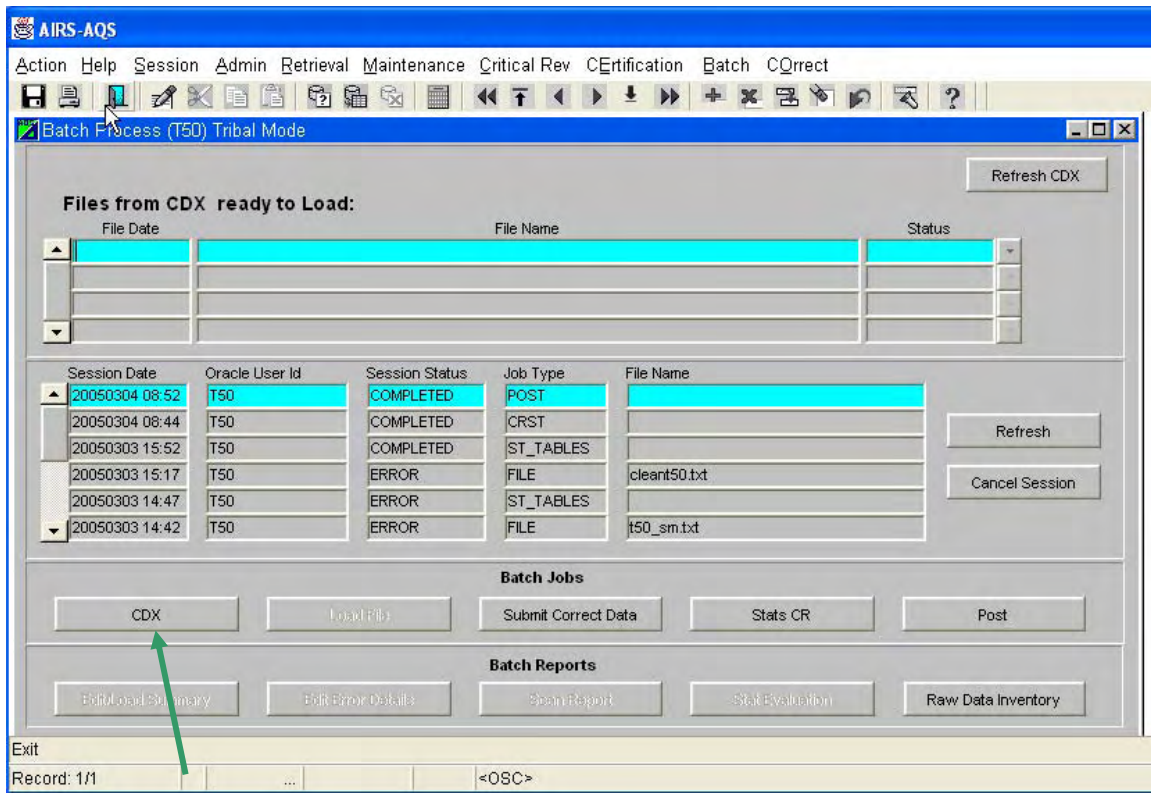 AIRS-AQS
Action Help Session Admin Retrieval Maintenance Critical Rev CErtification Batch COrrect
Batch Process (T50) Tribal Mode
Refresh CDX
Files from CDX ready to Load:
File Date File Name Status
Session Date Oracle User Id Session Status Job Type File Name
20050304 08:52 T50 COMPLETED POST
20050304 08:44 T50 COMPLETED CRST
Refresh
20050303 15:52 T50 COMPLETED ST_TABLES
20050303 15:17 T50 ERROR FILE cleant50.txt
Cancel Session
20050303 14:47 T50 ERROR ST_TABLES
20050303 14:42 T50 ERROR FILE t50_sm.txt
Batch Jobs
CDX Load File Submit Correct Data Stats CR Post
Batch Reports
Edit/Load Summary Edit Error Details Scan Report Stat Evaluation Raw Data Inventory
Exit
Record: 1/1 ... <OSC>